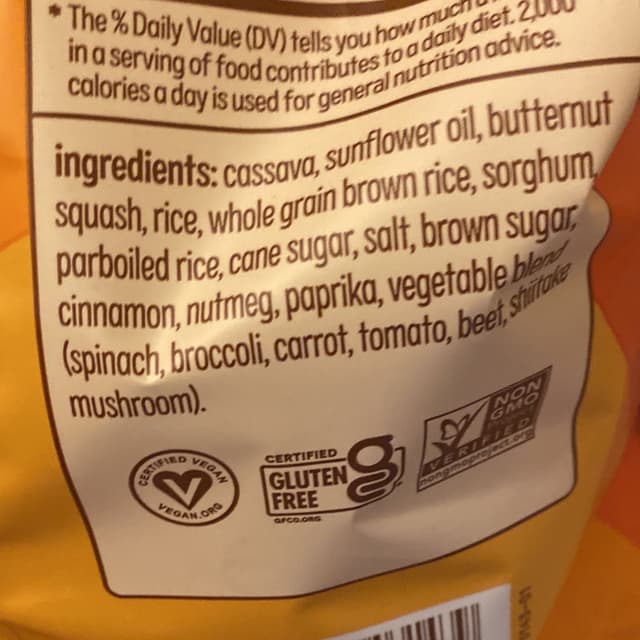 * The % Daily Value (DV) tells you how much a
in a serving of food contributes to a daily diet. 2,000
calories a day is used for general nutrition advice.
ingredients: cassava, sunflower oil, butternut
squash, rice, whole grain brown rice, sorghum,
parboiled rice, cane sugar, salt, brown sugar,
cinnamon, nutmeg, paprika, vegetable blend
(spinach, broccoli, carrot, tomato, beet, shiitake
mushroom).
CERTIFIED VEGAN
VEGAN.ORG
CERTIFIED
GLUTEN
FREE
GFCO.ORG
NON
GMO
VERIFIED
nongmoproject.org